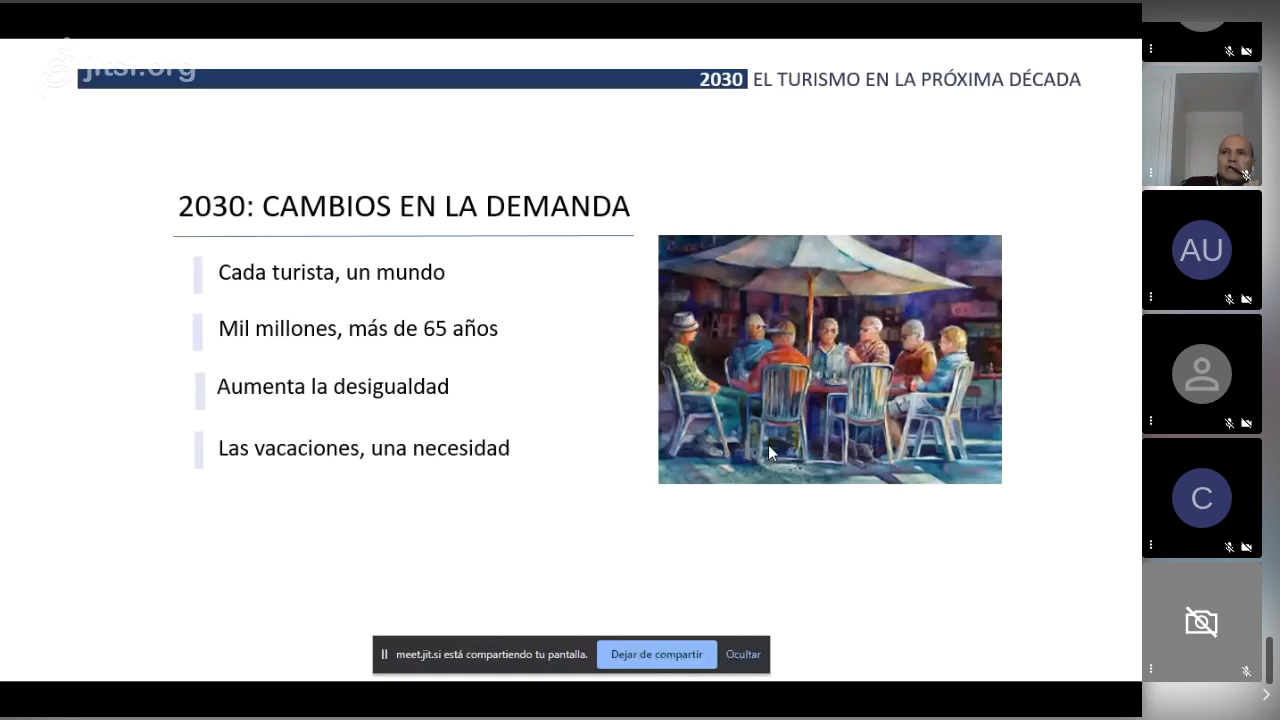 jitsi.org
2030 EL TURISMO EN LA PRÓXIMA DÉCADA
2030: CAMBIOS EN LA DEMANDA
Cada turista, un mundo
Mil millones, más de 65 años
Aumenta la desigualdad
Las vacaciones, una necesidad
meet.jit.si está compartiendo tu pantalla.
Dejar de compartir
Ocultar
AU
C